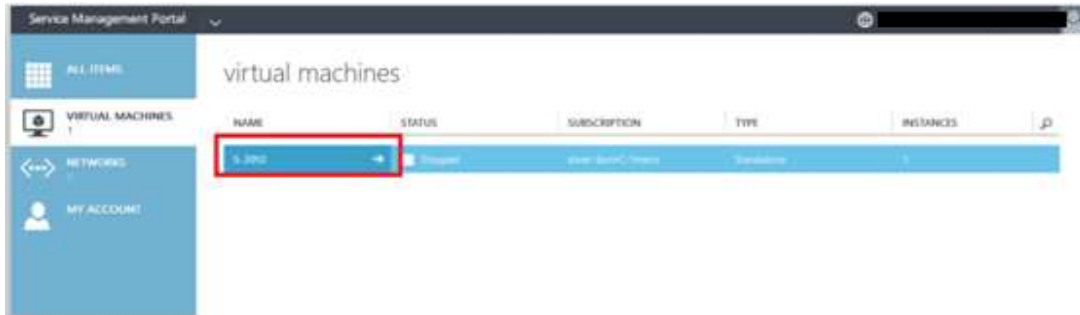 Service Management Portal
ALL ITEMS
VIRTUAL MACHINES
1
NETWORKS
MY ACCOUNT
virtual machines
NAME STATUS SUBSCRIPTION TYPE INSTANCES
Stopped Standalone 1